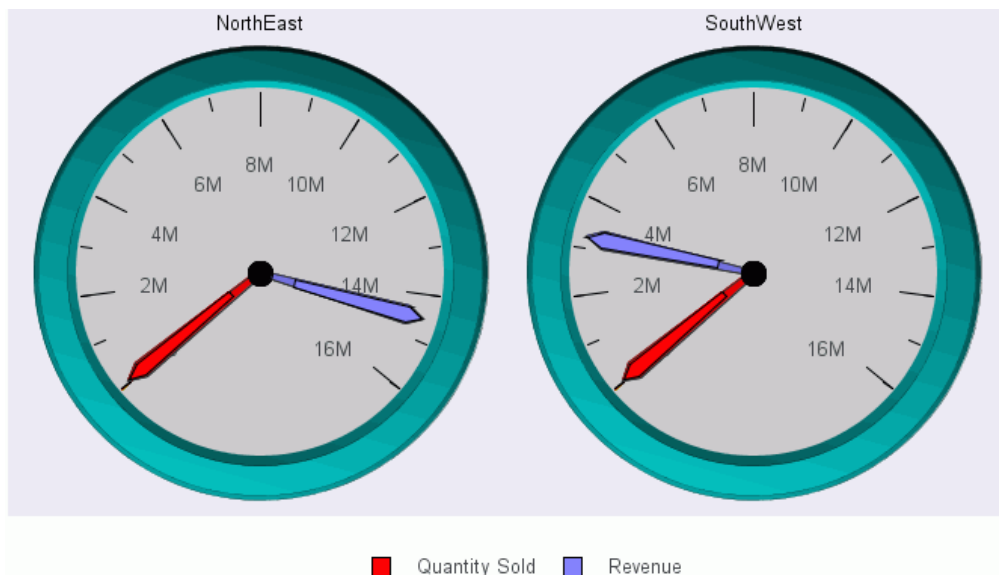 NorthEast
8M
6M
10M
4M
12M
2M
14M
16M
SouthWest
8M
6M
10M
4M
12M
2M
14M
16M
Quantity Sold
Revenue